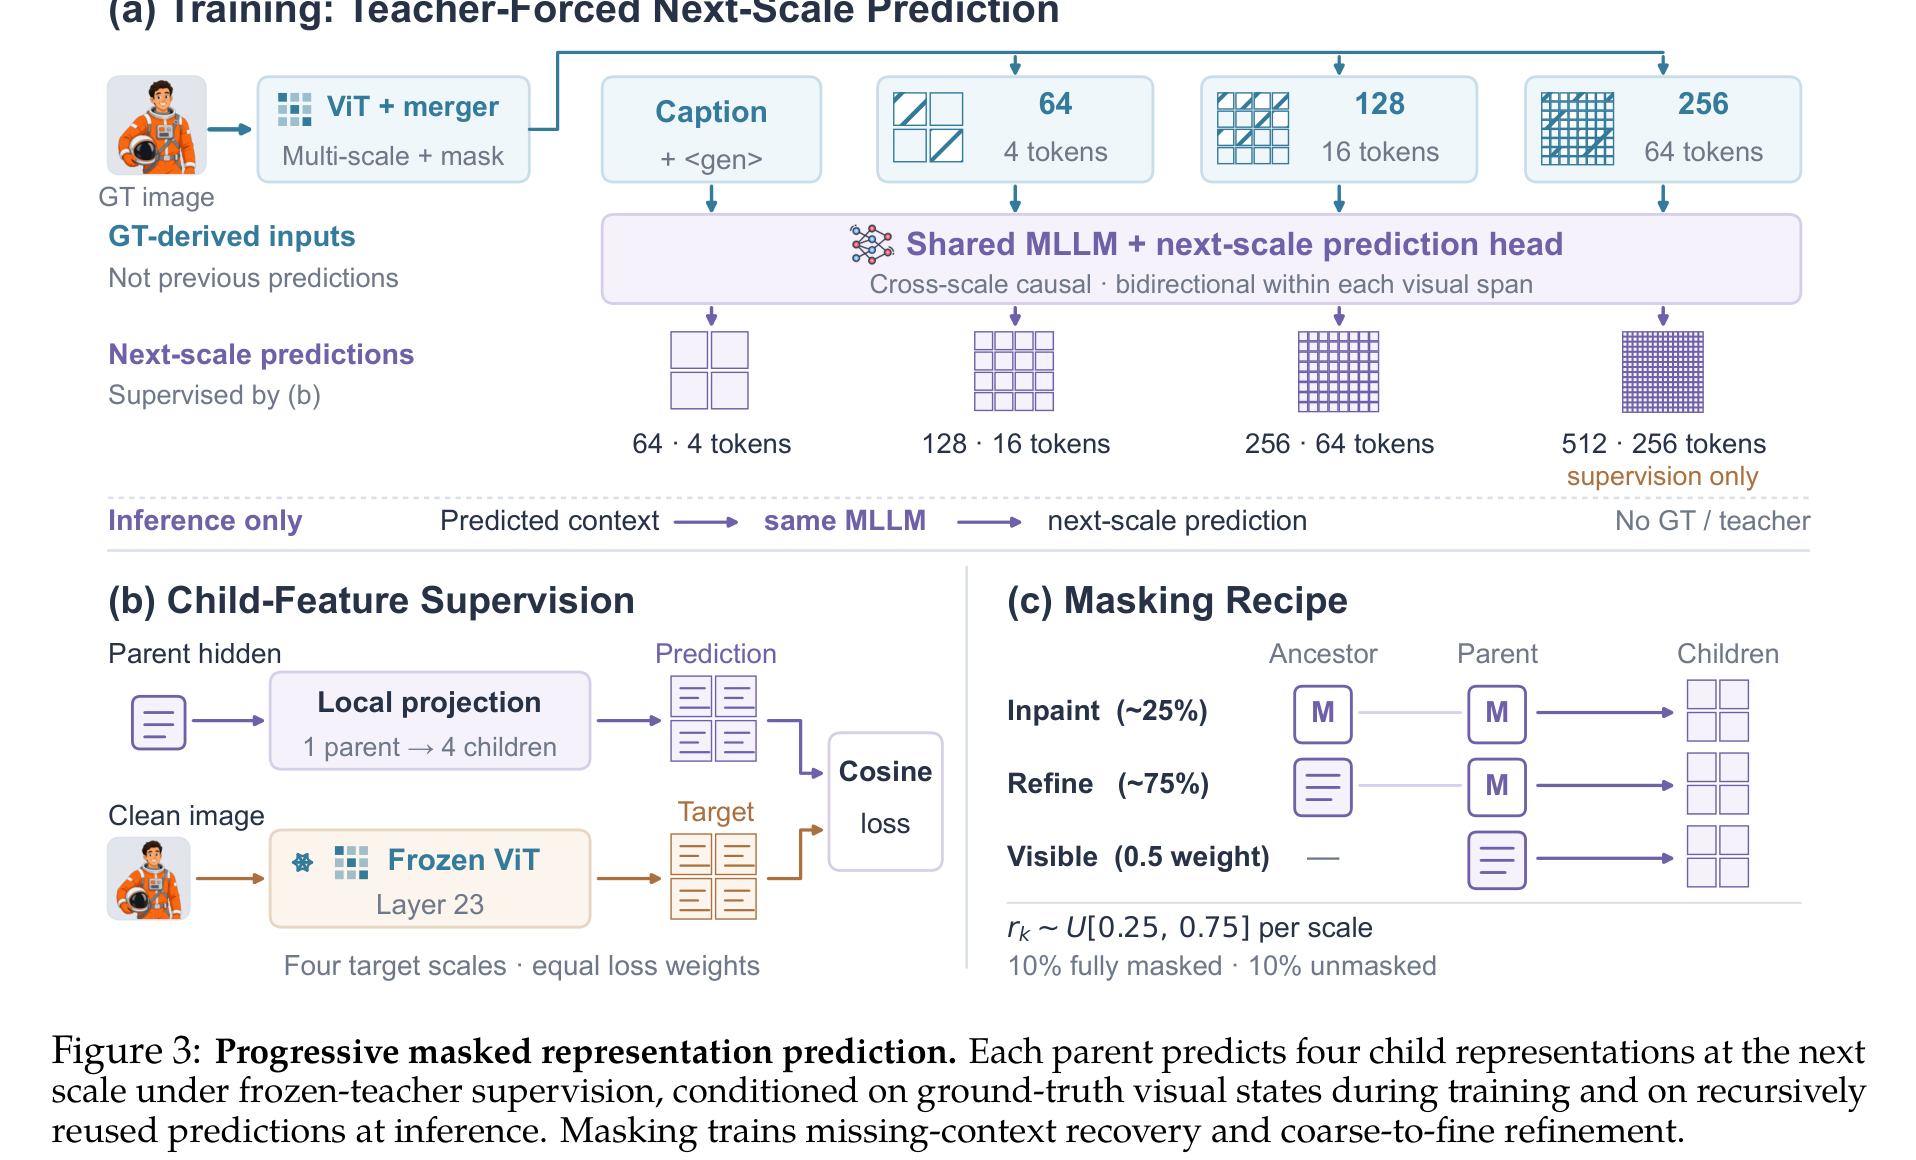 (a) Training: Teacher-Forced Next-Scale Prediction
ViT + merger
Multi-scale + mask
GT image
Caption
+ <gen>
64
4 tokens
128
16 tokens
256
64 tokens
GT-derived inputs
Not previous predictions
Shared MLLM + next-scale prediction head
Cross-scale causal · bidirectional within each visual span
Next-scale predictions
Supervised by (b)
64 · 4 tokens
128 · 16 tokens
256 · 64 tokens
512 · 256 tokens
supervision only
Inference only
Predicted context
same MLLM
next-scale prediction
No GT / teacher
(b) Child-Feature Supervision
Parent hidden
Local projection
1 parent → 4 children
Prediction
Clean image
Frozen ViT
Layer 23
Target
Cosine
loss
Four target scales · equal loss weights
(c) Masking Recipe
Ancestor Parent Children
Inpaint (~25%) M M
Refine (~75%) M
Visible (0.5 weight) —
r_k ~ U[0.25, 0.75] per scale
10% fully masked · 10% unmasked
Figure 3: Progressive masked representation prediction. Each parent predicts four child representations at the next
scale under frozen-teacher supervision, conditioned on ground-truth visual states during training and on recursively
reused predictions at inference. Masking trains missing-context recovery and coarse-to-fine refinement.